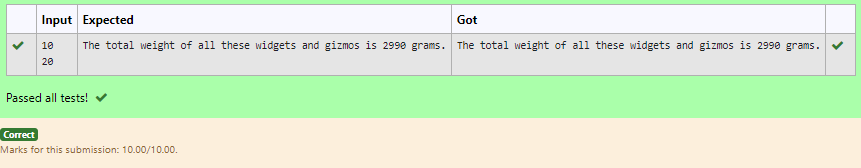 Input Expected Got
10 The total weight of all these widgets and gizmos is 2990 grams. The total weight of all these widgets and gizmos is 2990 grams.
20
Passed all tests!
Correct
Marks for this submission: 10.00/10.00.